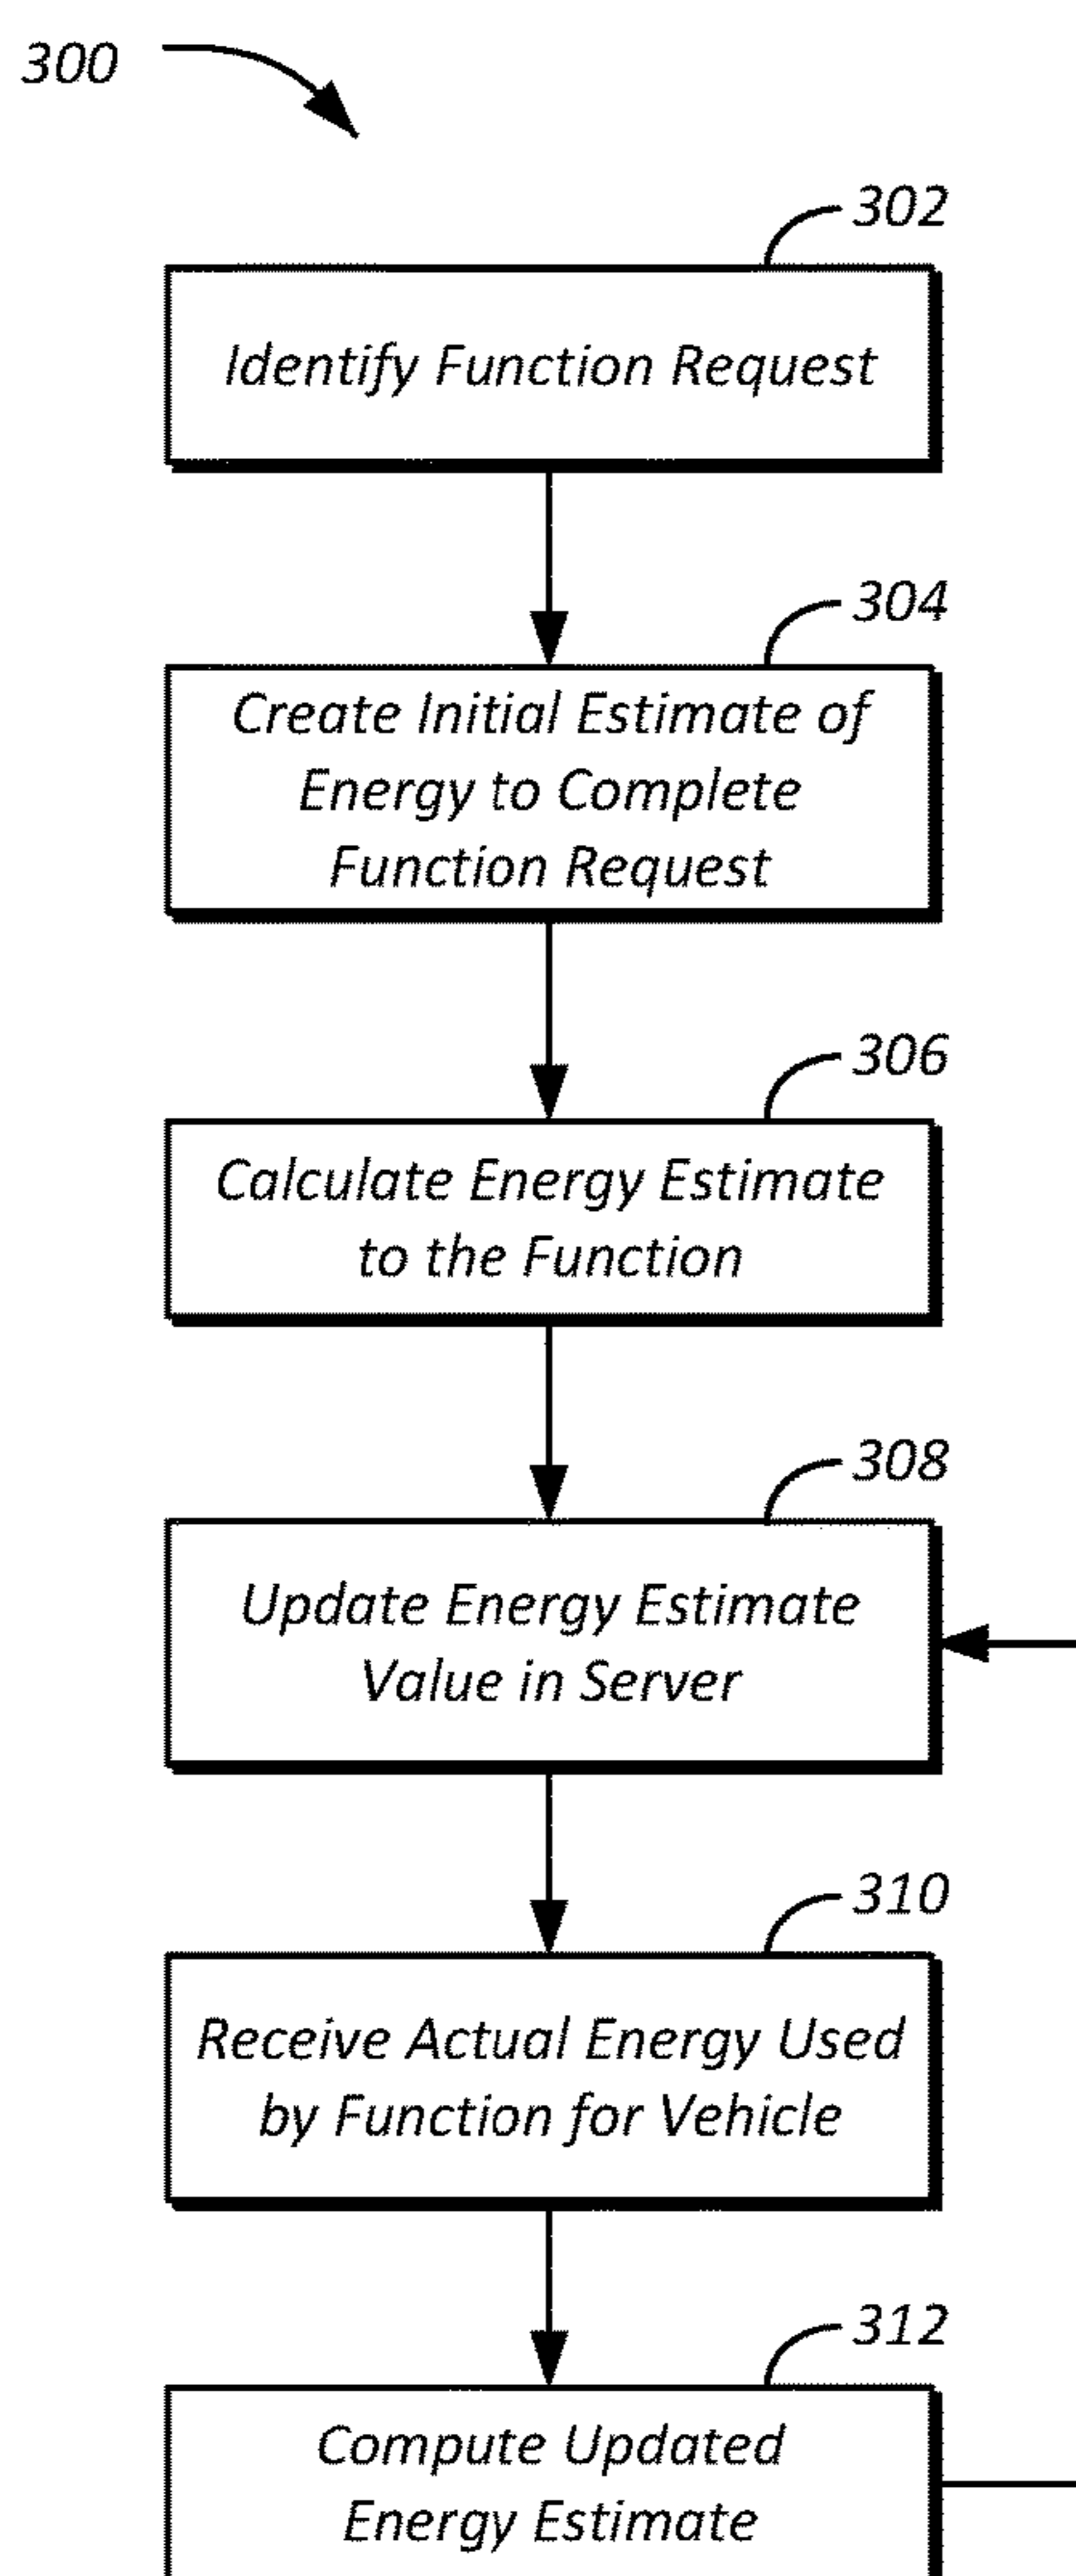 300
302
Identify Function Request
304
Create Initial Estimate of
Energy to Complete
Function Request
306
Calculate Energy Estimate
to the Function
308
Update Energy Estimate
Value in Server
310
Receive Actual Energy Used
by Function for Vehicle
312
Compute Updated
Energy Estimate